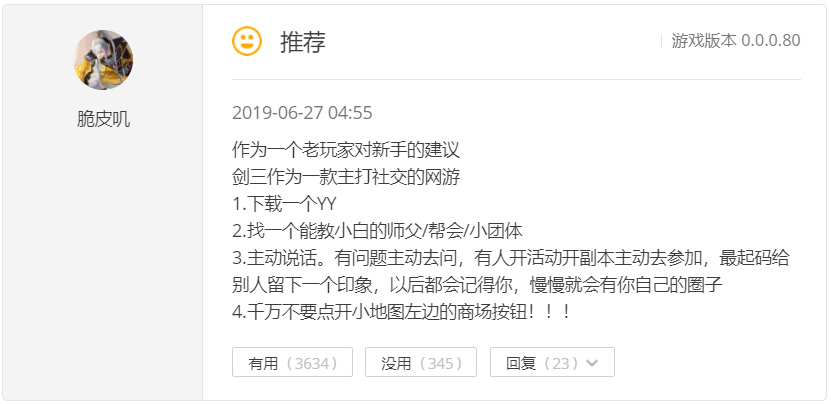 推荐
游戏版本 0.0.0.80
脆皮叽
2019-06-27 04:55
作为一个老玩家对新手的建议
剑三作为一款主打社交的网游
1.下载一个YY
2.找一个能教小白的师父/帮会/小团体
3.主动说话。有问题主动去问，有人开活动开副本主动去参加，最起码给
别人留下一个印象，以后都会记得你，慢慢就会有你自己的圈子
4.千万不要点开小地图左边的商场按钮！！！
有用（3634） 没用（345） 回复（23）